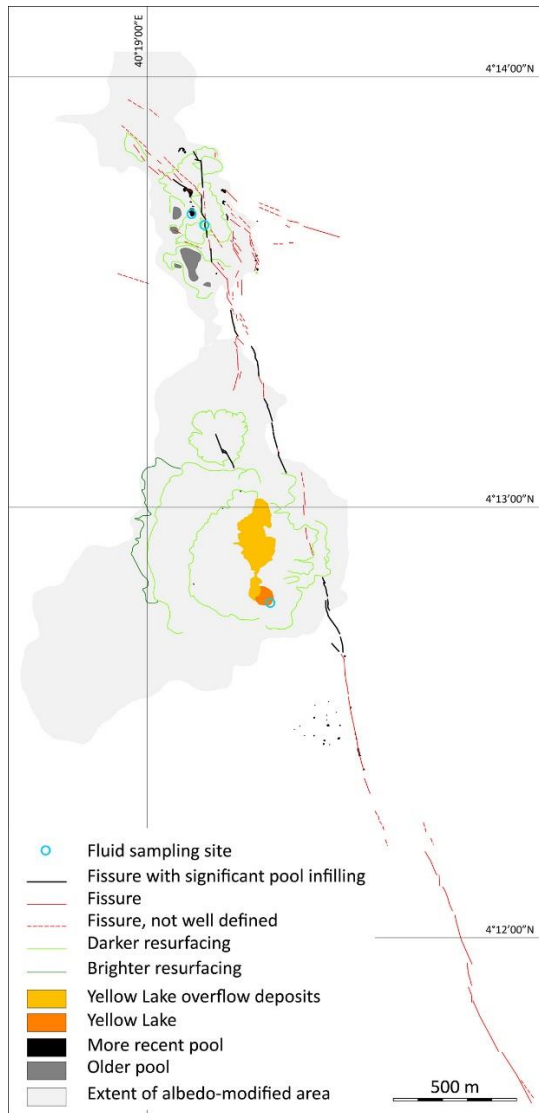 40°19′00″E
4°14′00″N
4°13′00″N
4°12′00″N
Fluid sampling site
Fissure with significant pool infilling
Fissure
Fissure, not well defined
Darker resurfacing
Brighter resurfacing
Yellow Lake overflow deposits
Yellow Lake
More recent pool
Older pool
Extent of albedo-modified area
500 m